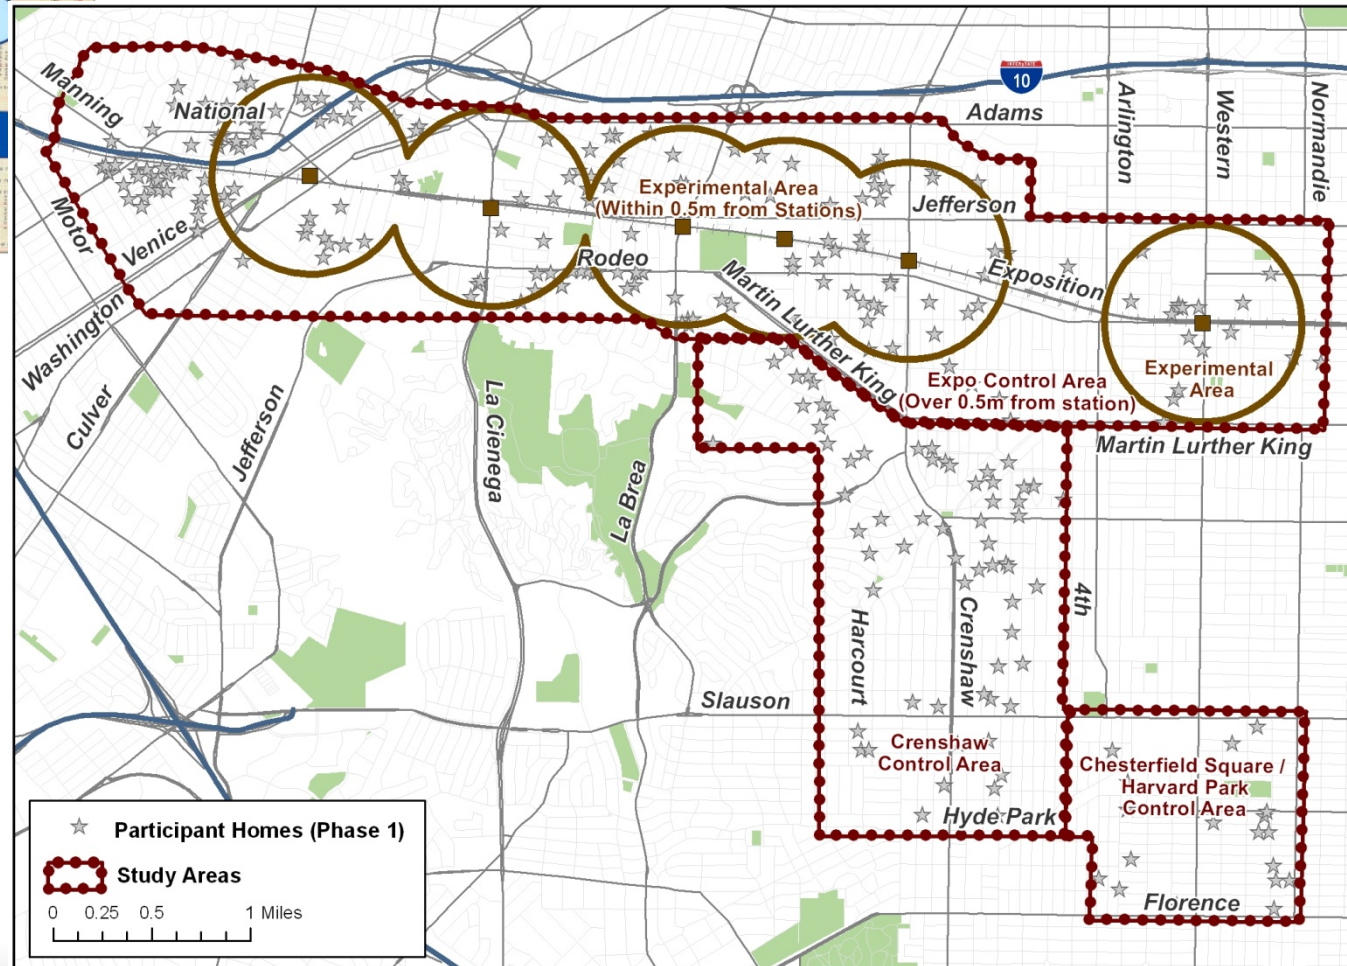 INTERSTATE
10
Adams
Manning
National
Arlington
Western
Normandie
Experimental Area
(Within 0.5m from Stations)
Jefferson
Motor
Venice
Rodeo
Exposition
Martin Lurther King
Washington
Culver
Jefferson
La Cienega
La Brea
Expo Control Area
(Over 0.5m from station)
Experimental
Area
Martin Lurther King
Harcourt
Crenshaw
4th
Slauson
Crenshaw
Control Area
Chesterfield Square /
Harvard Park
Control Area
Hyde Park
Florence
Participant Homes (Phase 1)
Study Areas
0 0.25 0.5 1 Miles